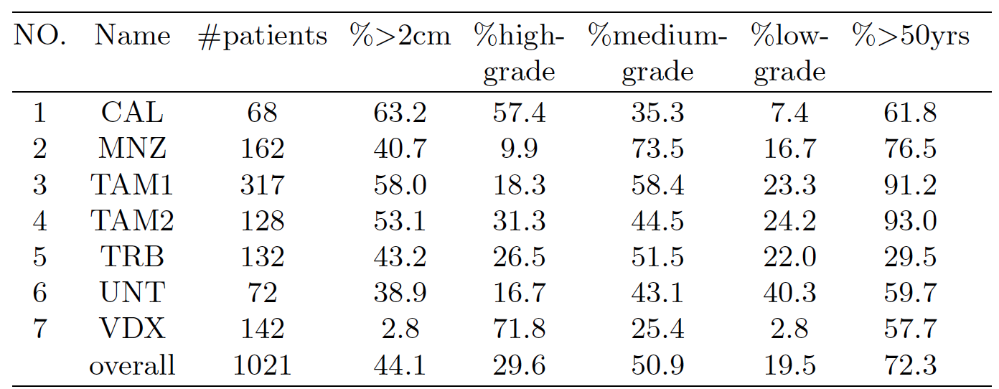 NO. Name #patients %>2cm %high- %medium- %low- %>50yrs
grade grade grade
1 CAL 68 63.2 57.4 35.3 7.4 61.8
2 MNZ 162 40.7 9.9 73.5 16.7 76.5
3 TAM1 317 58.0 18.3 58.4 23.3 91.2
4 TAM2 128 53.1 31.3 44.5 24.2 93.0
5 TRB 132 43.2 26.5 51.5 22.0 29.5
6 UNT 72 38.9 16.7 43.1 40.3 59.7
7 VDX 142 2.8 71.8 25.4 2.8 57.7
overall 1021 44.1 29.6 50.9 19.5 72.3